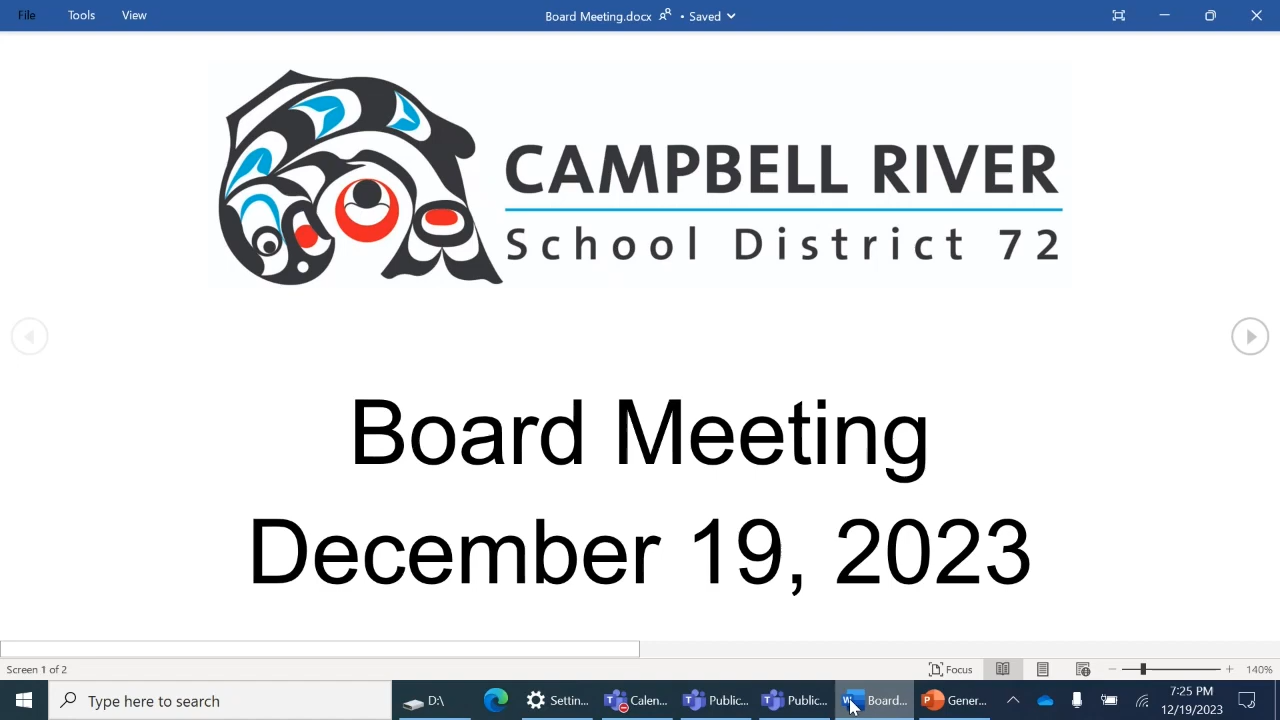 File Tools View Board Meeting.docx • Saved
CAMPBELL RIVER
School District 72
Board Meeting
December 19, 2023
Screen 1 of 2 Focus 140%
Type here to search D:\ Settin... Calen... Public... Public... Board... Gener... 7:25 PM
12/19/2023